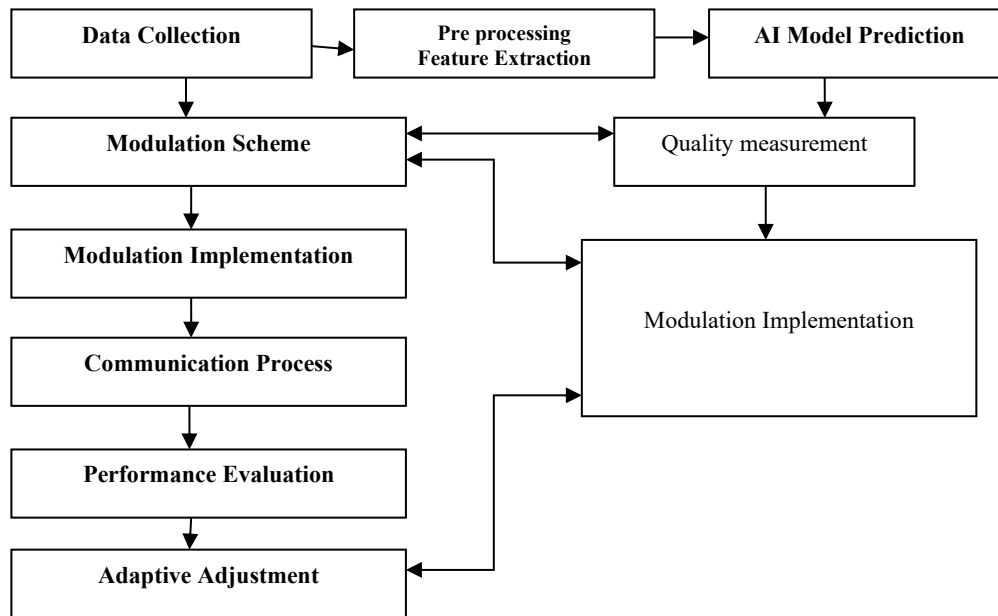 Data Collection
Pre processing
Feature Extraction
AI Model Prediction
Modulation Scheme
Quality measurement
Modulation Implementation
Modulation Implementation
Communication Process
Performance Evaluation
Adaptive Adjustment